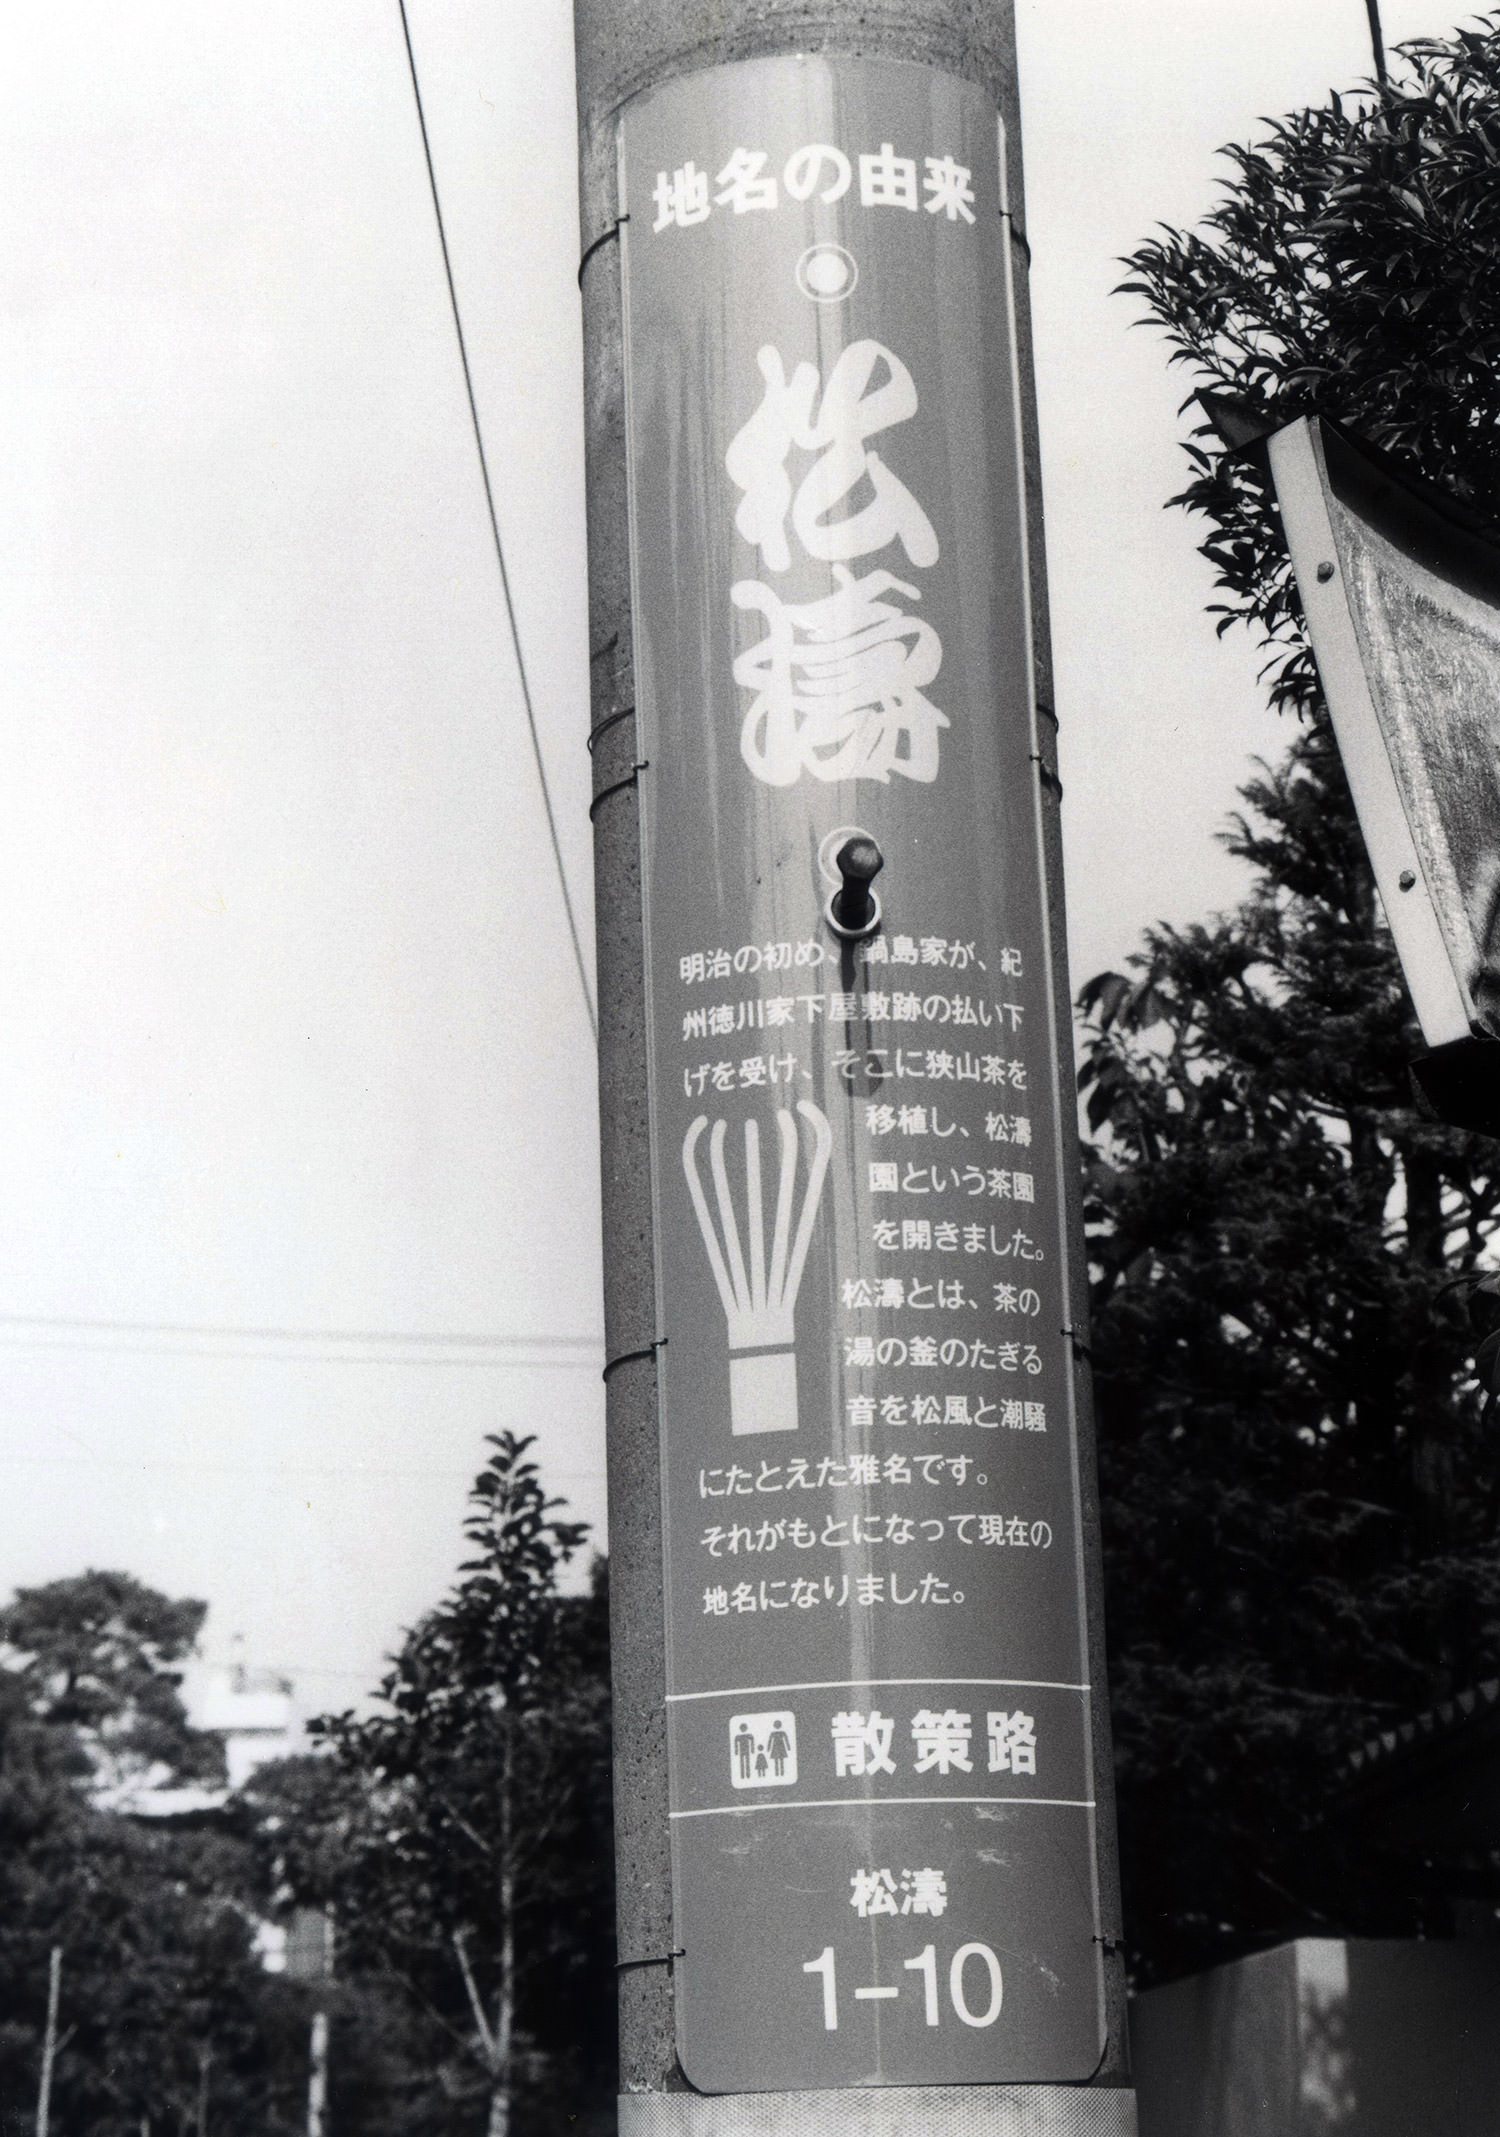 地名の由来
松濤
明治の初め、鍋島家が、紀
州徳川家下屋敷跡の払い下
げを受け、そこに狭山茶を
移植し、松濤
園という茶園
を開きました。
松濤とは、茶の
湯の釜のたぎる
音を松風と潮騒
にたとえた雅名です。
それがもとになって現在の
地名になりました。
散策路
松濤
1-10